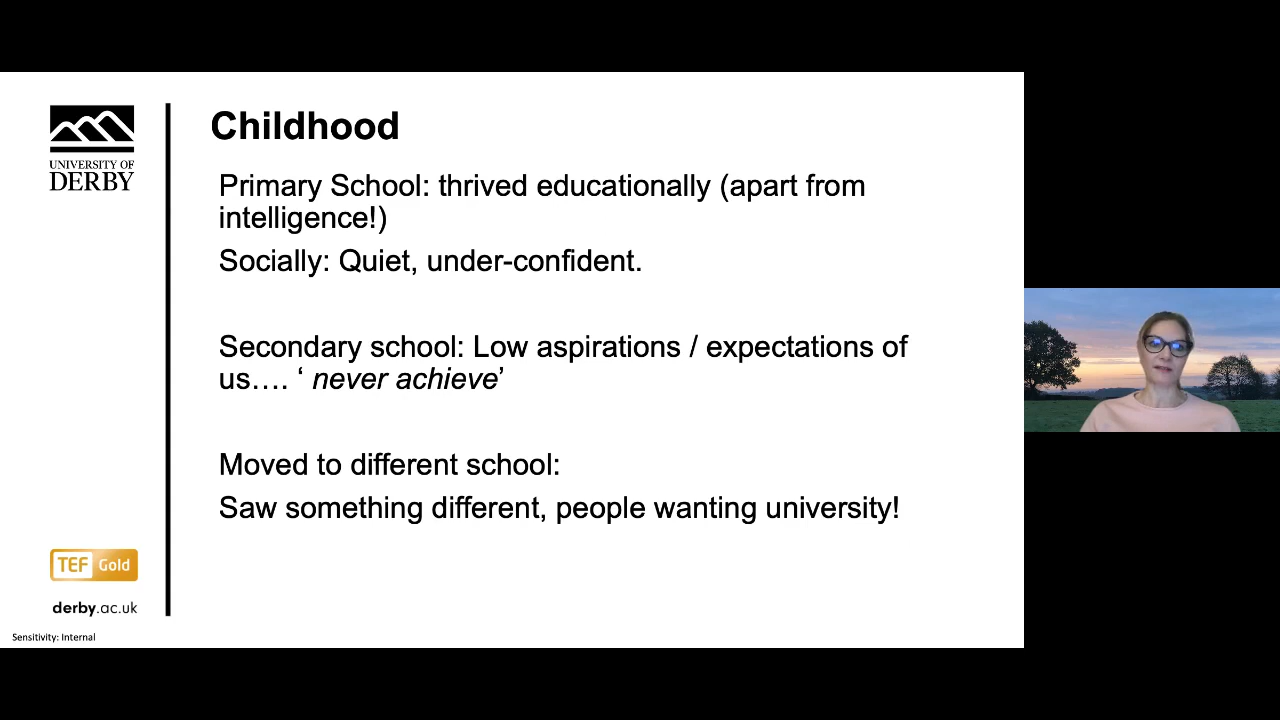 UNIVERSITY OF
DERBY
Childhood
Primary School: thrived educationally (apart from
intelligence!)
Socially: Quiet, under-confident.
Secondary school: Low aspirations / expectations of
us…. ‘ never achieve’
Moved to different school:
Saw something different, people wanting university!
TEF Gold
derby.ac.uk
Sensitivity: Internal